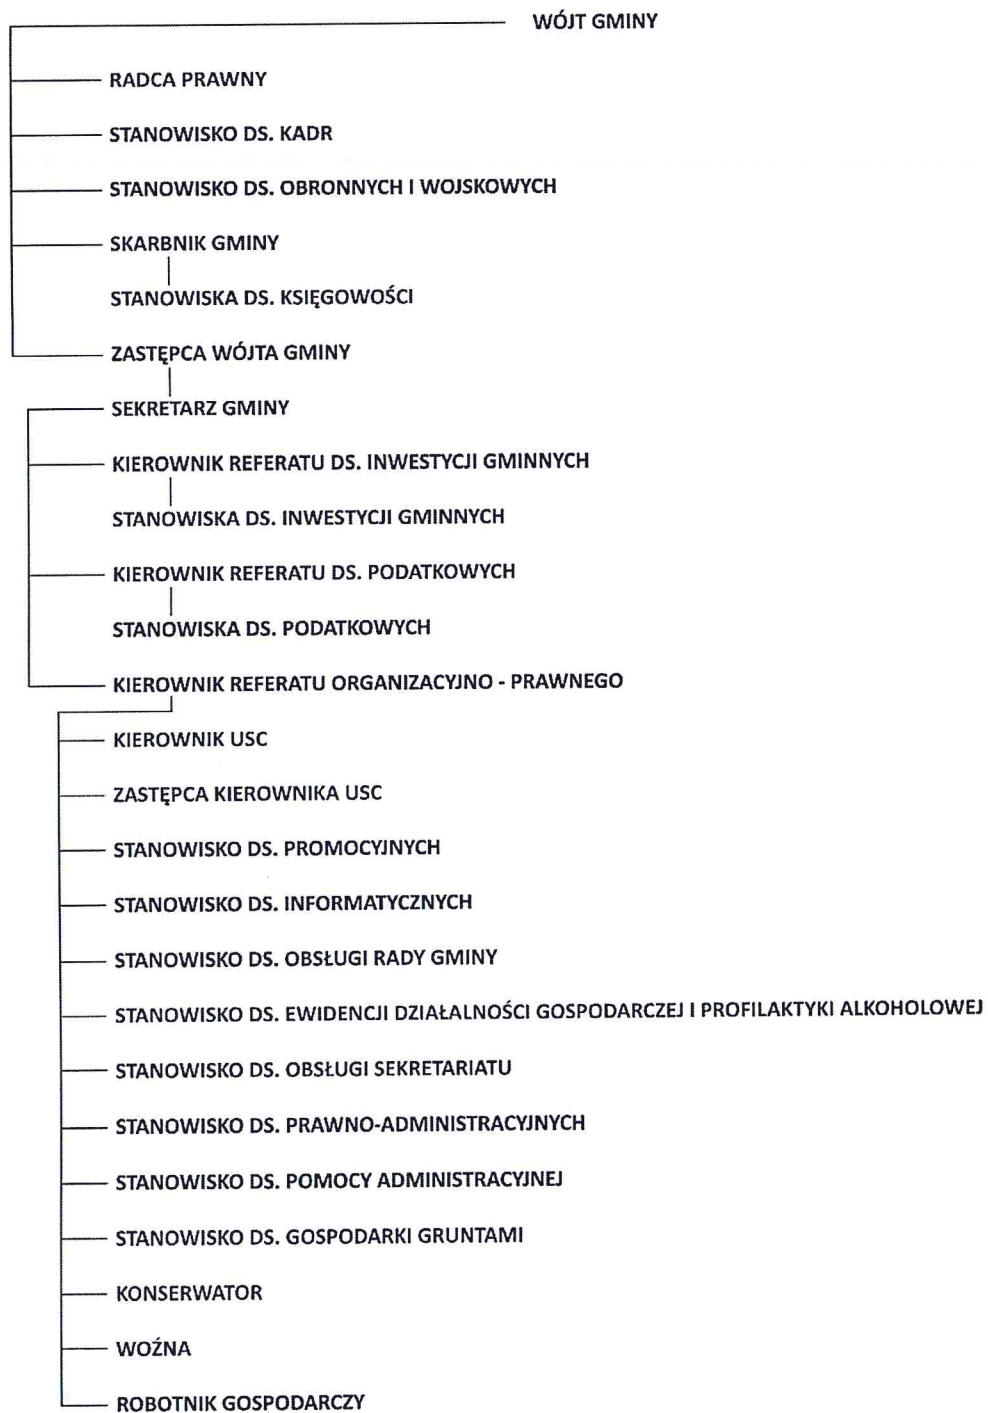 WÓJT GMINY
RADCA PRAWNY
STANOWISKO DS. KADR
STANOWISKO DS. OBRONNYCH I WOJSKOWYCH
SKARBNIK GMINY
STANOWISKA DS. KSIĘGOWOŚCI
ZASTĘPCA WÓJTA GMINY
SEKRETARZ GMINY
KIEROWNIK REFERATU DS. INWESTYCJI GMINNYCH
STANOWISKA DS. INWESTYCJI GMINNYCH
KIEROWNIK REFERATU DS. PODATKOWYCH
STANOWISKA DS. PODATKOWYCH
KIEROWNIK REFERATU ORGANIZACYJNO - PRAWNEGO
KIEROWNIK USC
ZASTĘPCA KIEROWNIKA USC
STANOWISKO DS. PROMOCYJNYCH
STANOWISKO DS. INFORMATYCZNYCH
STANOWISKO DS. OBSŁUGI RADY GMINY
STANOWISKO DS. EWIDENCJI DZIAŁALNOŚCI GOSPODARCZEJ I PROFILAKTYKI ALKOHOLOWEJ
STANOWISKO DS. OBSŁUGI SEKRETARIATU
STANOWISKO DS. PRAWNO-ADMINISTRACYJNYCH
STANOWISKO DS. POMOCY ADMINISTRACYJNEJ
STANOWISKO DS. GOSPODARKI GRUNTAMI
KONSERWATOR
WOŹNA
ROBOTNIK GOSPODARCZY